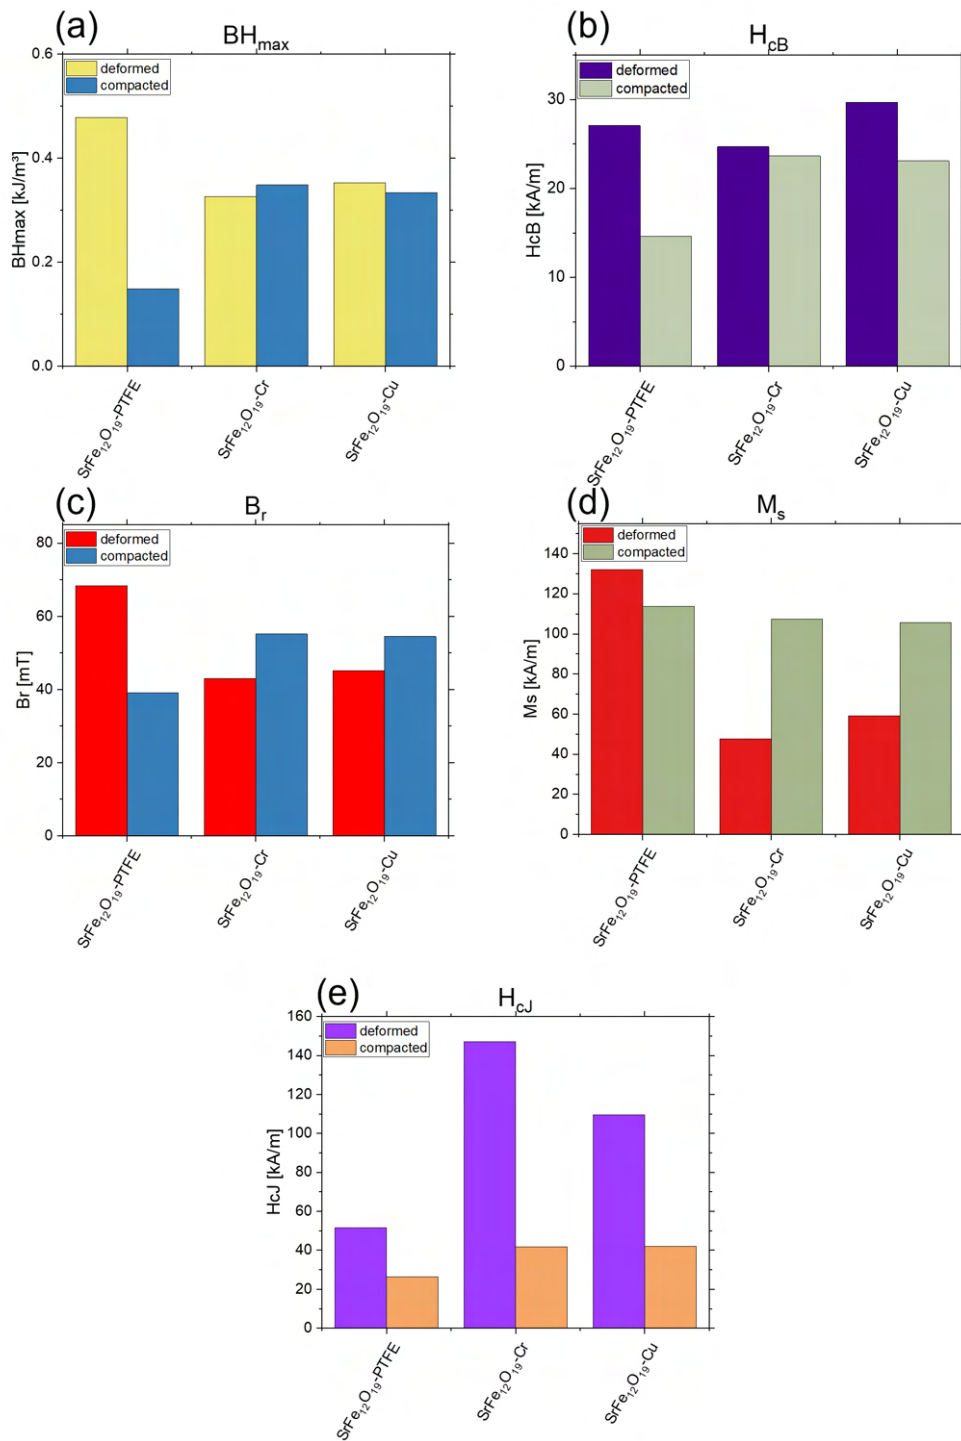 (a)
BHmax
0.6
deformed
compacted
0.4
0.2
0.0
BHmax [kJ/m³]
SrFe₁₂O₁₉-PTFE
SrFe₁₂O₁₉-Cr
SrFe₁₂O₁₉-Cu
(b)
HcB
deformed
compacted
30
20
10
0
HcB [kA/m]
SrFe₁₂O₁₉-PTFE
SrFe₁₂O₁₉-Cr
SrFe₁₂O₁₉-Cu
(c)
Br
deformed
compacted
80
60
40
20
0
Br [mT]
SrFe₁₂O₁₉-PTFE
SrFe₁₂O₁₉-Cr
SrFe₁₂O₁₉-Cu
(d)
Ms
deformed
compacted
140
120
100
80
60
40
20
0
Ms [kA/m]
SrFe₁₂O₁₉-PTFE
SrFe₁₂O₁₉-Cr
SrFe₁₂O₁₉-Cu
(e)
HcJ
160
deformed
compacted
140
120
100
80
60
40
20
0
HcJ [kA/m]
SrFe₁₂O₁₉-PTFE
SrFe₁₂O₁₉-Cr
SrFe₁₂O₁₉-Cu